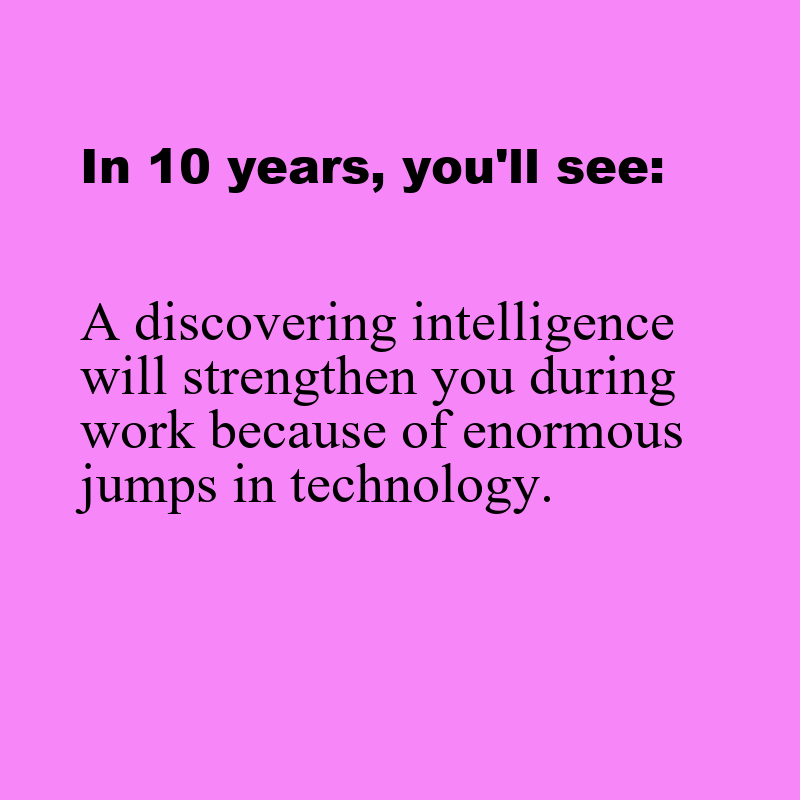 In 10 years, you'll see:
A discovering intelligence
will strengthen you during
work because of enormous
jumps in technology.